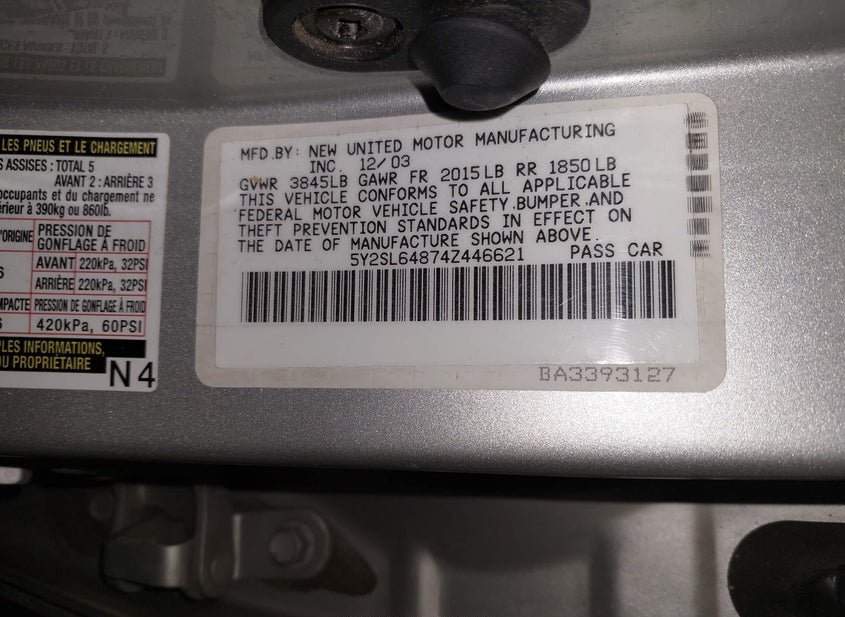 LES PNEUS ET LE CHARGEMENT
S ASSISES : TOTAL 5
AVANT 2 : ARRIÈRE 3
occupants et du chargement ne
érieur à 390kg ou 860lb.
'ORIGINE PRESSION DE
GONFLAGE À FROID
AVANT 220kPa, 32PSI
ARRIÈRE 220kPa, 32PSI
MPACTE PRESSION DE GONFLAGE À FROID
420kPa, 60PSI
LES INFORMATIONS,
U PROPRIÉTAIRE
N4
MFD.BY: NEW UNITED MOTOR MANUFACTURING
INC. 12/03
GVWR 3845LB GAWR FR 2015LB RR 1850LB
THIS VEHICLE CONFORMS TO ALL APPLICABLE
FEDERAL MOTOR VEHICLE SAFETY,BUMPER,AND
THEFT PREVENTION STANDARDS IN EFFECT ON
THE DATE OF MANUFACTURE SHOWN ABOVE.
5Y2SL64874Z446621 PASS CAR
BA3393127